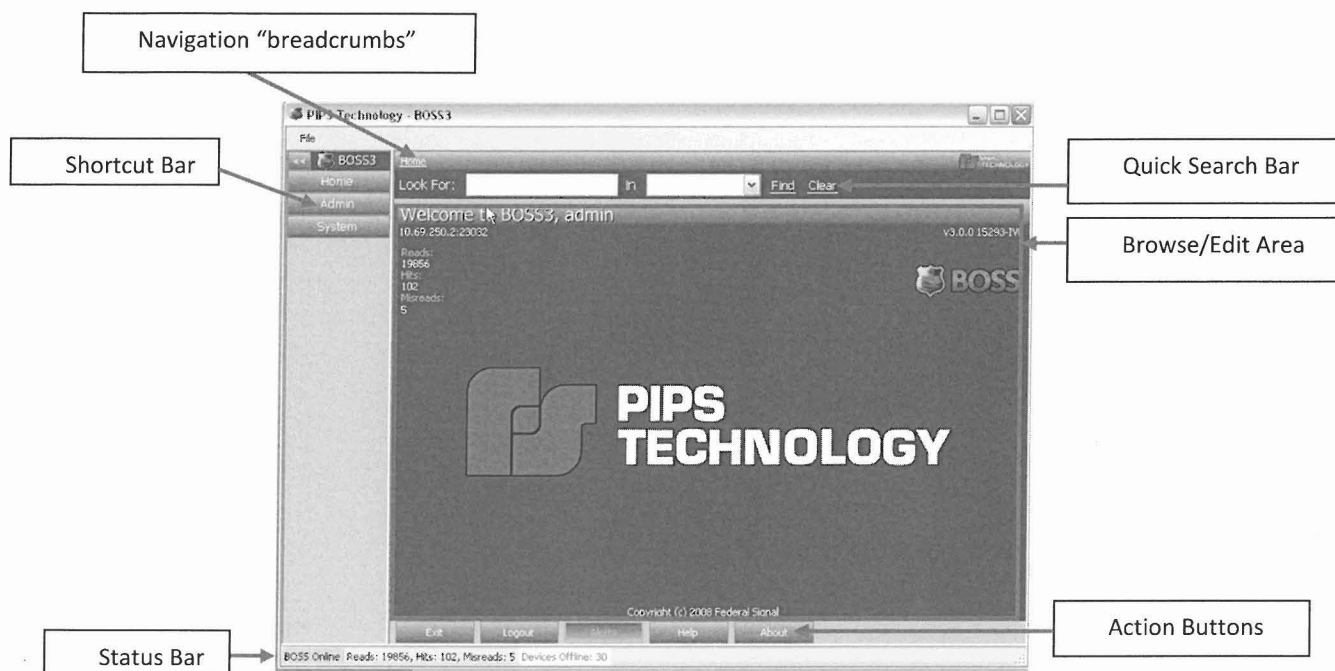 Navigation “breadcrumbs”
PIPS Technology - BOSS3
File
Shortcut Bar
<< BOSS3
Home
TECHNOLOGY
Quick Search Bar
Home
Look For: In Find Clear
Admin
System
Welcome to BOSS3, admin
10.69.250.2:23032
v3.0.0 15293-IVI
Browse/Edit Area
Reads:
19856
Hits:
102
Misreads:
5
BOSS
PIPS
TECHNOLOGY
Copyright (c) 2008 Federal Signal
Exit Logout Alerts Help About
Action Buttons
Status Bar
BOSS Online Reads: 19856, Hits: 102, Misreads: 5 Devices Offline: 30